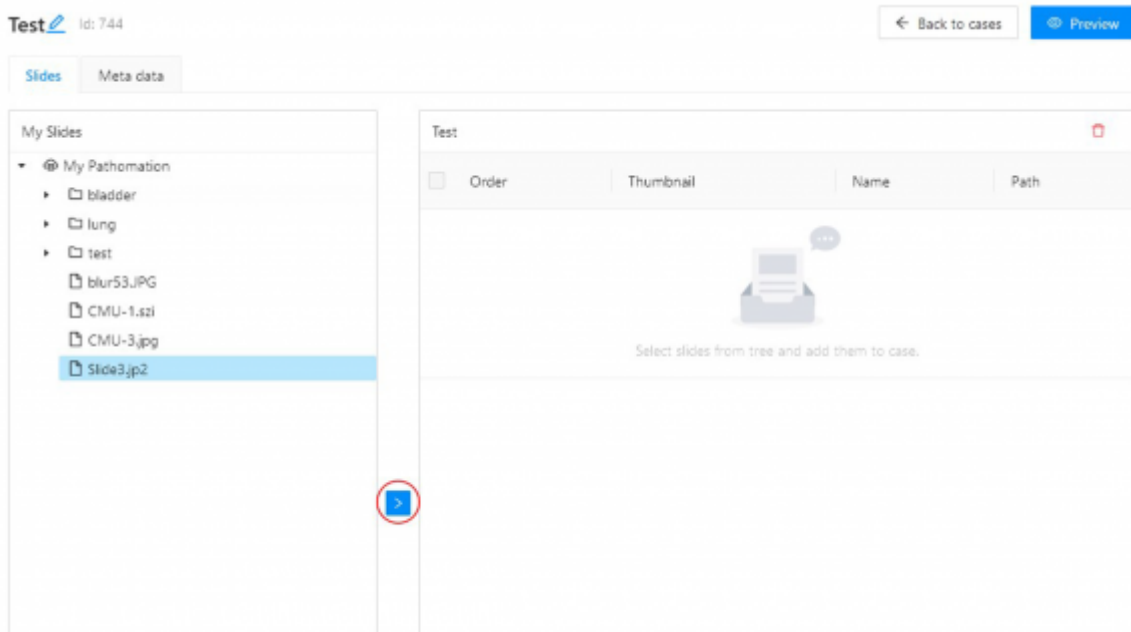 Test Id: 744
← Back to cases
Preview
Slides
Meta data
My Slides
My Pathomation
bladder
lung
test
blur53.JPG
CMU-1.szi
CMU-3.jpg
Slide3.jp2
>
Test
Order Thumbnail Name Path
Select slides from tree and add them to case.